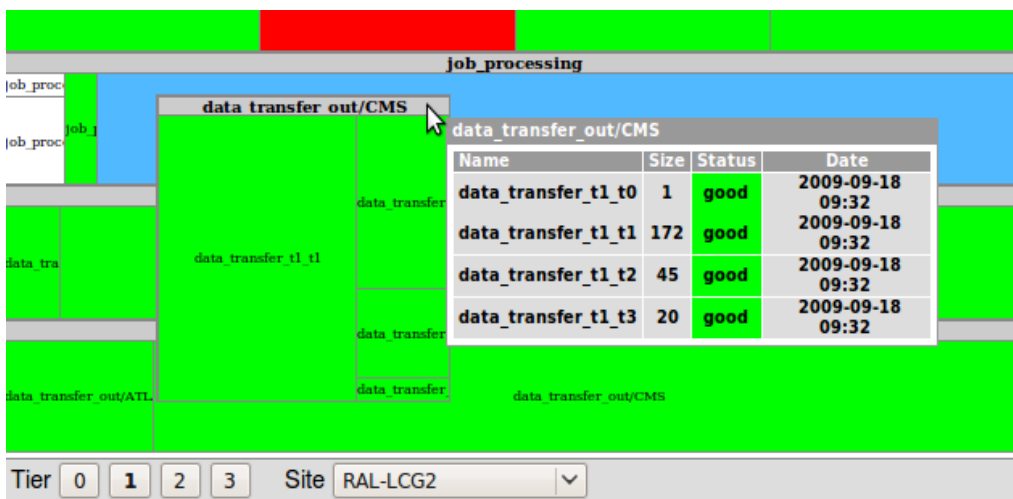 job_processing
job_proc
job_proc
job_
data transfer out/CMS
data_transfer_out/CMS
Name Size Status Date
data_transfer_t1_t0 1 good 2009-09-18 09:32
data_transfer_t1_t1 172 good 2009-09-18 09:32
data_transfer_t1_t2 45 good 2009-09-18 09:32
data_transfer_t1_t3 20 good 2009-09-18 09:32
data_transfer
data_tra
data_transfer_t1_t1
data_transfer
data_transfer_
data_transfer_out/ATL
data_transfer_out/CMS
Tier 0 1 2 3 Site RAL-LCG2